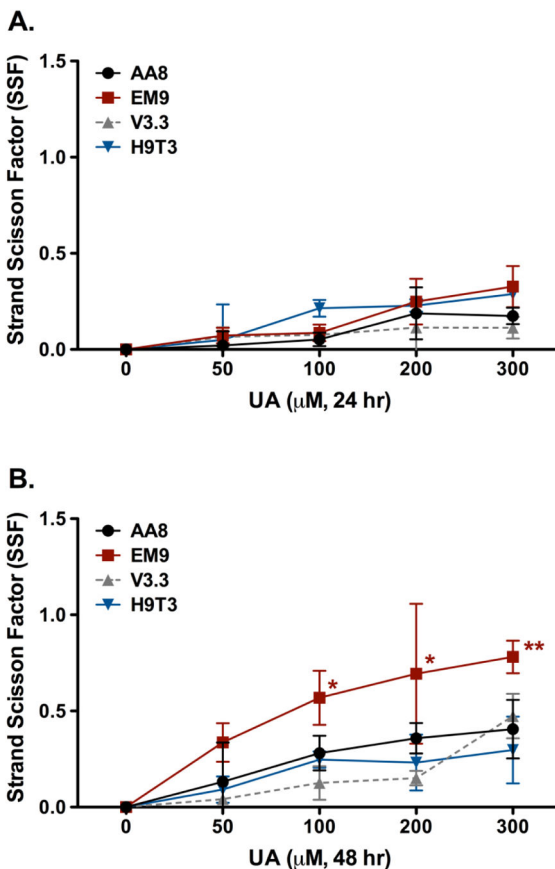 A.
Strand Scisson Factor (SSF)
1.5
1.0
0.5
0.0
AA8
EM9
V3.3
H9T3
0 50 100 200 300
UA (μM, 24 hr)
B.
Strand Scisson Factor (SSF)
1.5
1.0
0.5
0.0
AA8
EM9
V3.3
H9T3
*
*
**
0 50 100 200 300
UA (μM, 48 hr)